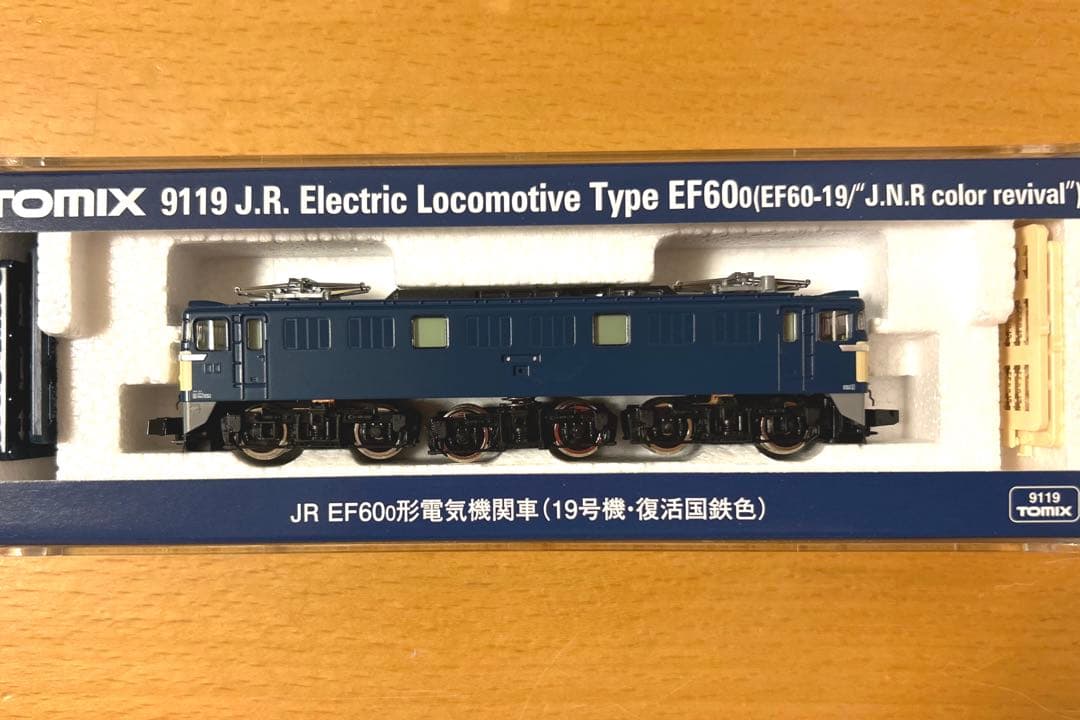 TOMIX 9119 J.R. Electric Locomotive Type EF600(EF60-19/“J.N.R color revival”)
JR EF600形電気機関車(19号機・復活国鉄色)
9119
TOMIX